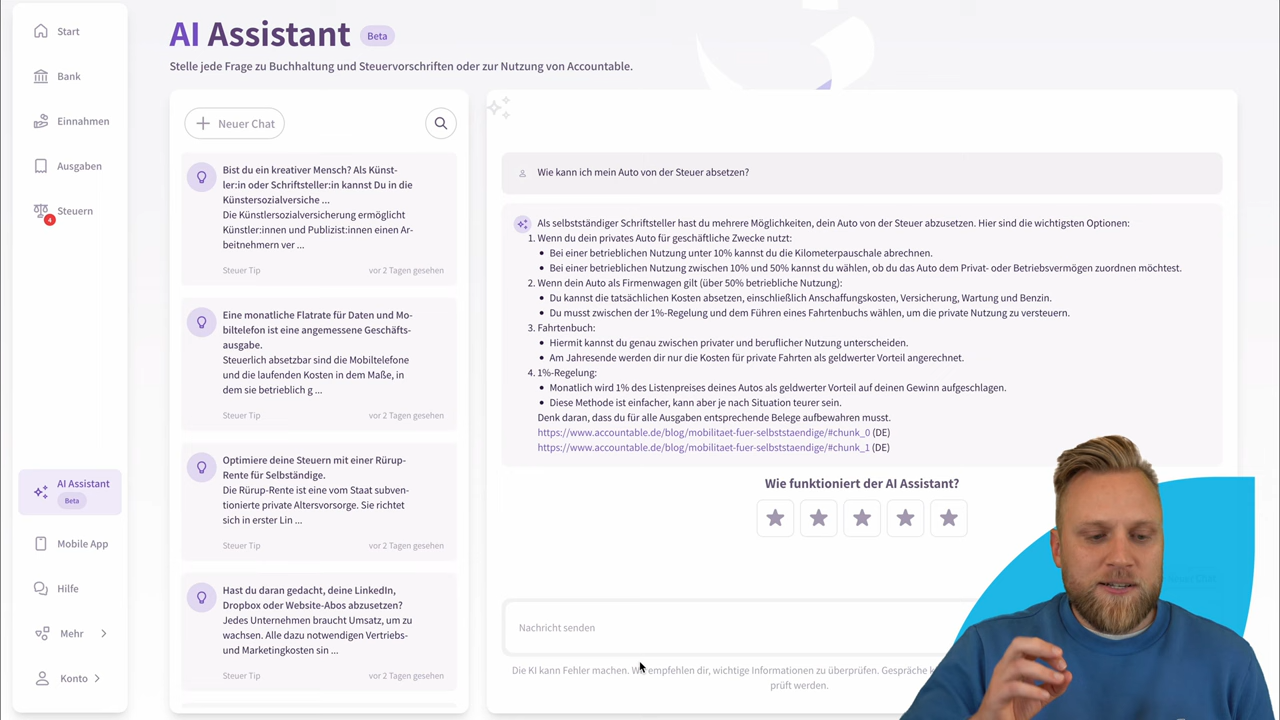 Start
Bank
Einnahmen
Ausgaben
Steuern
4
AI Assistant
Beta
Mobile App
Hilfe
Mehr
Konto
AI Assistant Beta
Stelle jede Frage zu Buchhaltung und Steuervorschriften oder zur Nutzung von Accountable.
Neuer Chat
Bist du ein kreativer Mensch? Als Künst-
ler:in oder Schriftsteller:in kannst Du in die
Künstersozialversiche ...
Die Künstlersozialversicherung ermöglicht
Künstler:innen und Publizist:innen einen Ar-
beitnehmern ver ...
Steuer Tip vor 2 Tagen gesehen
Eine monatliche Flatrate für Daten und Mo-
biltelefon ist eine angemessene Geschäfts-
ausgabe.
Steuerlich absetzbar sind die Mobiltelefone
und die laufenden Kosten in dem Maße, in
dem sie betrieblich g ...
Steuer Tip vor 2 Tagen gesehen
Optimiere deine Steuern mit einer Rürup-
Rente für Selbständige.
Die Rürup-Rente ist eine vom Staat subven-
tionierte private Altersvorsorge. Sie richtet
sich in erster Lin ...
Steuer Tip vor 2 Tagen gesehen
Hast du daran gedacht, deine LinkedIn,
Dropbox oder Website-Abos abzusetzen?
Jedes Unternehmen braucht Umsatz, um zu
wachsen. Alle dazu notwendigen Vertriebs-
und Marketingkosten sin ...
Steuer Tip vor 2 Tagen gesehen
Wie kann ich mein Auto von der Steuer absetzen?
Als selbstständiger Schriftsteller hast du mehrere Möglichkeiten, dein Auto von der Steuer abzusetzen. Hier sind die wichtigsten Optionen:
1. Wenn du dein privates Auto für geschäftliche Zwecke nutzt:
• Bei einer betrieblichen Nutzung unter 10% kannst du die Kilometerpauschale abrechnen.
• Bei einer betrieblichen Nutzung zwischen 10% und 50% kannst du wählen, ob du das Auto dem Privat- oder Betriebsvermögen zuordnen möchtest.
2. Wenn dein Auto als Firmenwagen gilt (über 50% betriebliche Nutzung):
• Du kannst die tatsächlichen Kosten absetzen, einschließlich Anschaffungskosten, Versicherung, Wartung und Benzin.
• Du musst zwischen der 1%-Regelung und dem Führen eines Fahrtenbuchs wählen, um die private Nutzung zu versteuern.
3. Fahrtenbuch:
• Hiermit kannst du genau zwischen privater und beruflicher Nutzung unterscheiden.
• Am Jahresende werden dir nur die Kosten für private Fahrten als geldwerter Vorteil angerechnet.
4. 1%-Regelung:
• Monatlich wird 1% des Listenpreises deines Autos als geldwerter Vorteil auf deinen Gewinn aufgeschlagen.
• Diese Methode ist einfacher, kann aber je nach Situation teurer sein.
Denk daran, dass du für alle Ausgaben entsprechende Belege aufbewahren musst.
https://www.accountable.de/blog/mobilitaet-fuer-selbststaendige/#chunk_0 (DE)
https://www.accountable.de/blog/mobilitaet-fuer-selbststaendige/#chunk_1 (DE)
Wie funktioniert der AI Assistant?
Nachricht senden
Die KI kann Fehler machen. empfehlen dir, wichtige Informationen zu überprüfen. Gespräche
prüft werden.